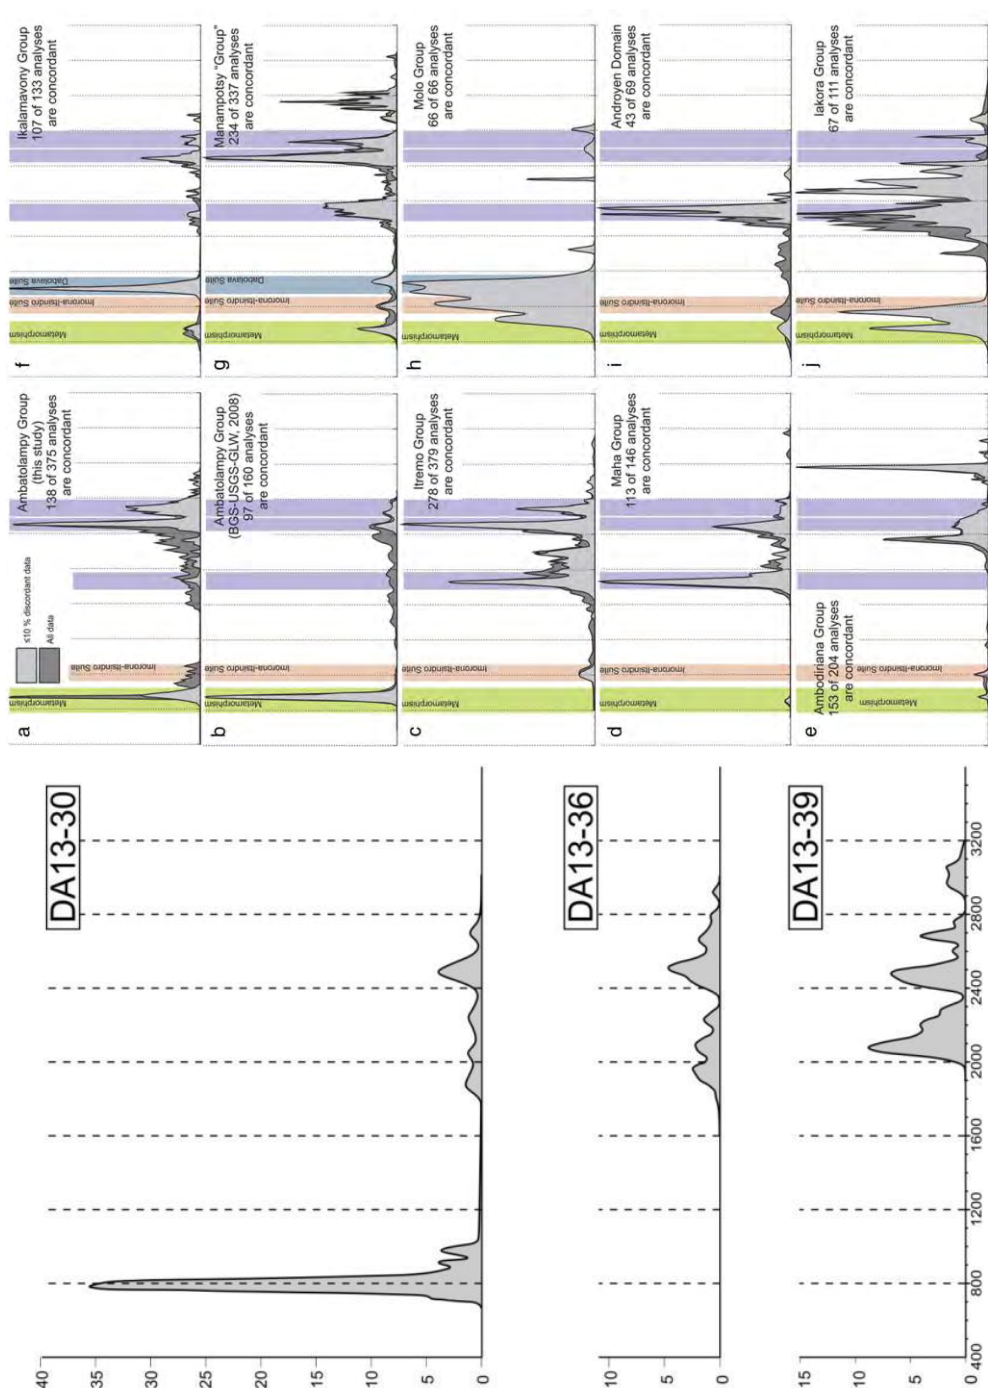 a
Ambatolampy Group
(this study)
138 of 375 analyses
are concordant
≤10 % discordant data
All data
Metamorphism
Imorona-Itsindro Suite
b
Ambatolampy Group
(BGS-USGS-GLW, 2008)
97 of 160 analyses
are concordant
Metamorphism
Imorona-Itsindro Suite
c
Itremo Group
278 of 379 analyses
are concordant
Metamorphism
Imorona-Itsindro Suite
d
Maha Group
113 of 146 analyses
are concordant
Metamorphism
Imorona-Itsindro Suite
e
Ambodiriana Group
153 of 204 analyses
are concordant
Metamorphism
Imorona-Itsindro Suite
f
Ikalamavony Group
107 of 133 analyses
are concordant
Metamorphism
Imorona-Itsindro Suite
Dabolava Suite
g
Manampotsy "Group"
234 of 337 analyses
are concordant
Metamorphism
Imorona-Itsindro Suite
Dabolava Suite
h
Molo Group
66 of 66 analyses
are concordant
Metamorphism
i
Androyen Domain
43 of 69 analyses
are concordant
Metamorphism
Imorona-Itsindro Suite
j
Iakora Group
67 of 111 analyses
are concordant
Metamorphism
Imorona-Itsindro Suite
DA13-30
40
35
30
25
20
15
10
5
0
DA13-36
10
5
0
DA13-39
15
10
5
0
400
800
1200
1600
2000
2400
2800
3200